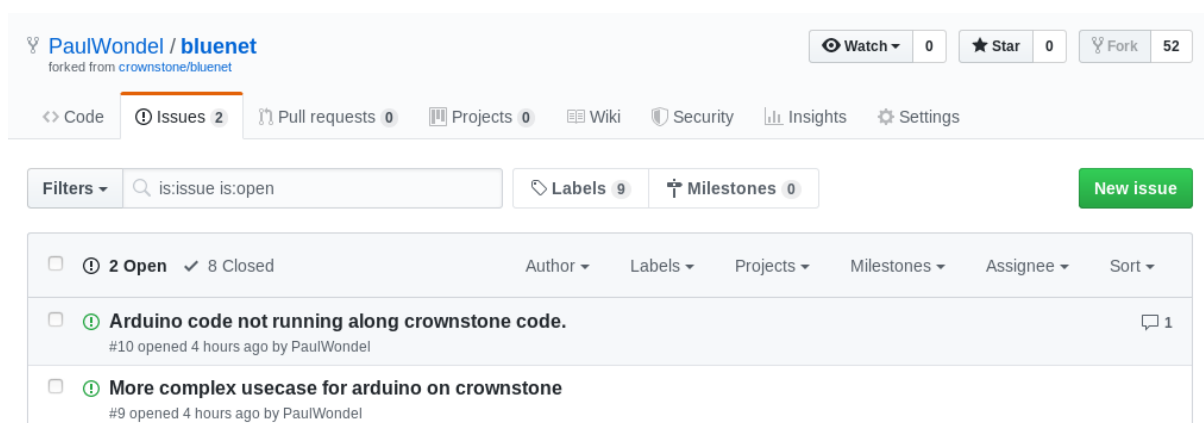 PaulWondel / bluenet
Watch 0 Star 0 Fork 52
forked from crownstone/bluenet
Code Issues 2 Pull requests 0 Projects 0 Wiki Security Insights Settings
Filters is:issue is:open Labels 9 Milestones 0 New issue
2 Open 8 Closed Author Labels Projects Milestones Assignee Sort
Arduino code not running along crownstone code. 1
#10 opened 4 hours ago by PaulWondel
More complex usecase for arduino on crownstone
#9 opened 4 hours ago by PaulWondel